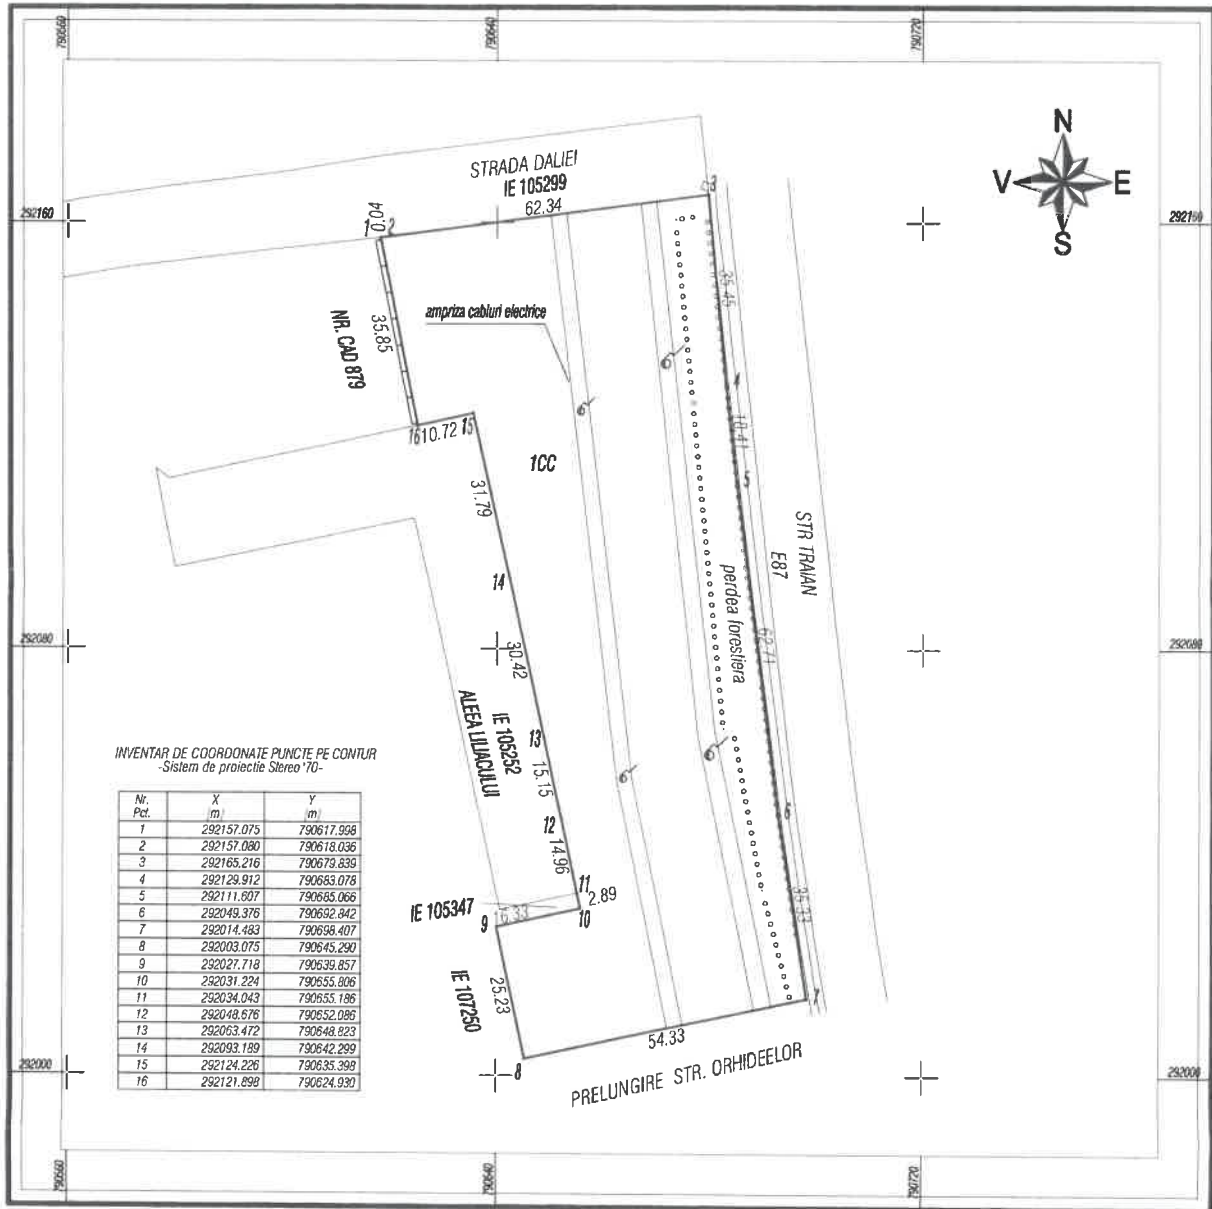 790560
790640
790720
N
V E
S
STRADA DALIEI
IE 105299
62.34
3
292160
292160
0.04
1 2
35.45
ampriza cabluri electrice
35.85
NR. CAD 879
4
16 10.72 15
10.41
1CC
5
31.79
STR TRAIAN
E87
14
perdea forestiera
62.71
292080
292080
30.42
IE 105252
ALEEA LILIACULUI
13
15.15
INVENTAR DE COORDONATE PUNCTE PE CONTUR
-Sistem de proiectie Stereo '70-
Nr. Pct. X (m) Y (m)
1 292157.075 790617.998
2 292157.080 790618.036
3 292165.216 790679.839
4 292129.912 790683.078
5 292111.607 790685.066
6 292049.376 790692.842
7 292014.483 790698.407
8 292003.075 790645.290
9 292027.718 790639.857
10 292031.224 790655.806
11 292034.043 790655.186
12 292048.676 790652.086
13 292063.472 790648.823
14 292093.189 790642.299
15 292124.226 790635.398
16 292121.898 790624.930
6
12
14.96
11
2.89
IE 105347
16.33
10
9
35.33
IE 107250
25.23
7
54.33
8
PRELUNGIRE STR. ORHIDEELOR
292000
292000
790560
790640
790720